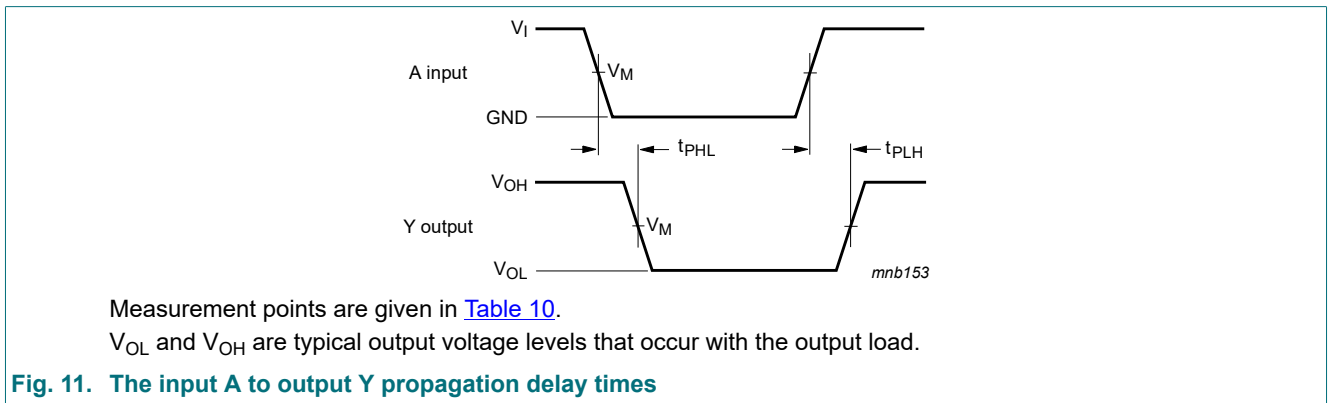 VI
A input
VM
GND
tPHL
tPLH
VOH
Y output
VM
VOL
mnb153
Measurement points are given in Table 10.
VOL and VOH are typical output voltage levels that occur with the output load.
Fig. 11. The input A to output Y propagation delay times